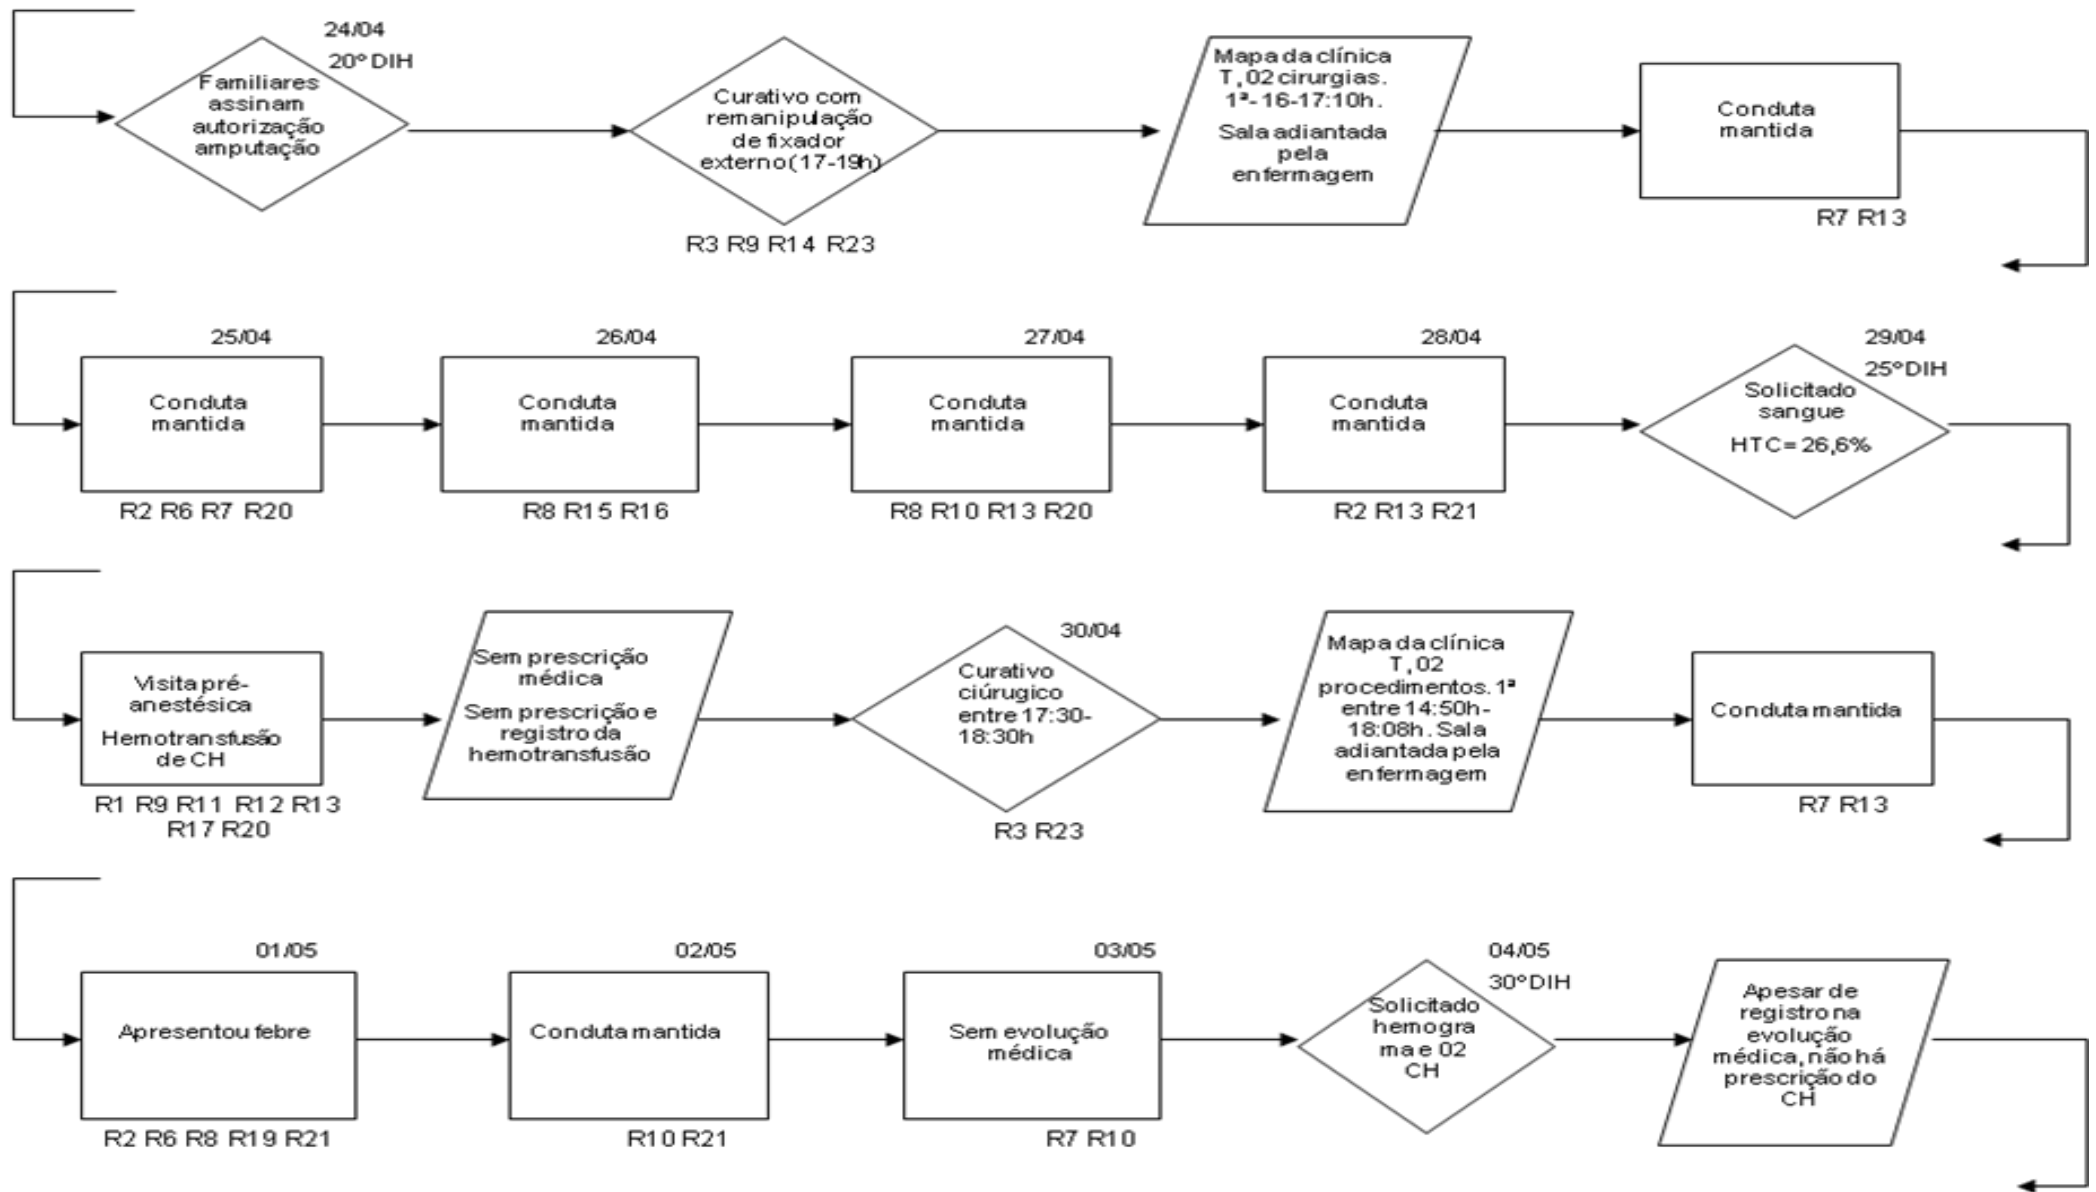 24/04
20° DIH
Familiares
assinam
autorização
amputação
Curativo com
remanipulação
de fixador
externo(17-19h)
R3 R9 R14 R23
Mapa da clínica
T,02 cirurgias.
1ª-16-17:10h.
Sala adiantada
pela
enfermagem
Conduta
mantida
R7 R13
25/04
Conduta
mantida
R2 R6 R7 R20
26/04
Conduta
mantida
R8 R15 R16
27/04
Conduta
mantida
R8 R10 R13 R20
28/04
Conduta
mantida
R2 R13 R21
29/04
25°DIH
Solicitado
sangue
HTC= 26,6%
Visita pré-
anestésica
Hemotransfusão
de CH
R1 R9 R11 R12 R13
R17 R20
Sem prescrição
médica
Sem prescrição e
registro da
hemotransfusão
30/04
Curativo
ciúrugico
entre 17:30-
18:30h
R3 R23
Mapa da clínica
T,02
procedimentos. 1ª
entre 14:50h-
18:08h. Sala
adiantada pela
enfermagem
Conduta mantida
R7 R13
01/05
Apresentou febre
R2 R6 R8 R19 R21
02/05
Conduta mantida
R10 R21
03/05
Sem evolução
médica
R7 R10
04/05
30°DIH
Solicitado
hemogra
ma e 02
CH
Apesar de
registro na
evolução
médica, não há
prescrição do
CH